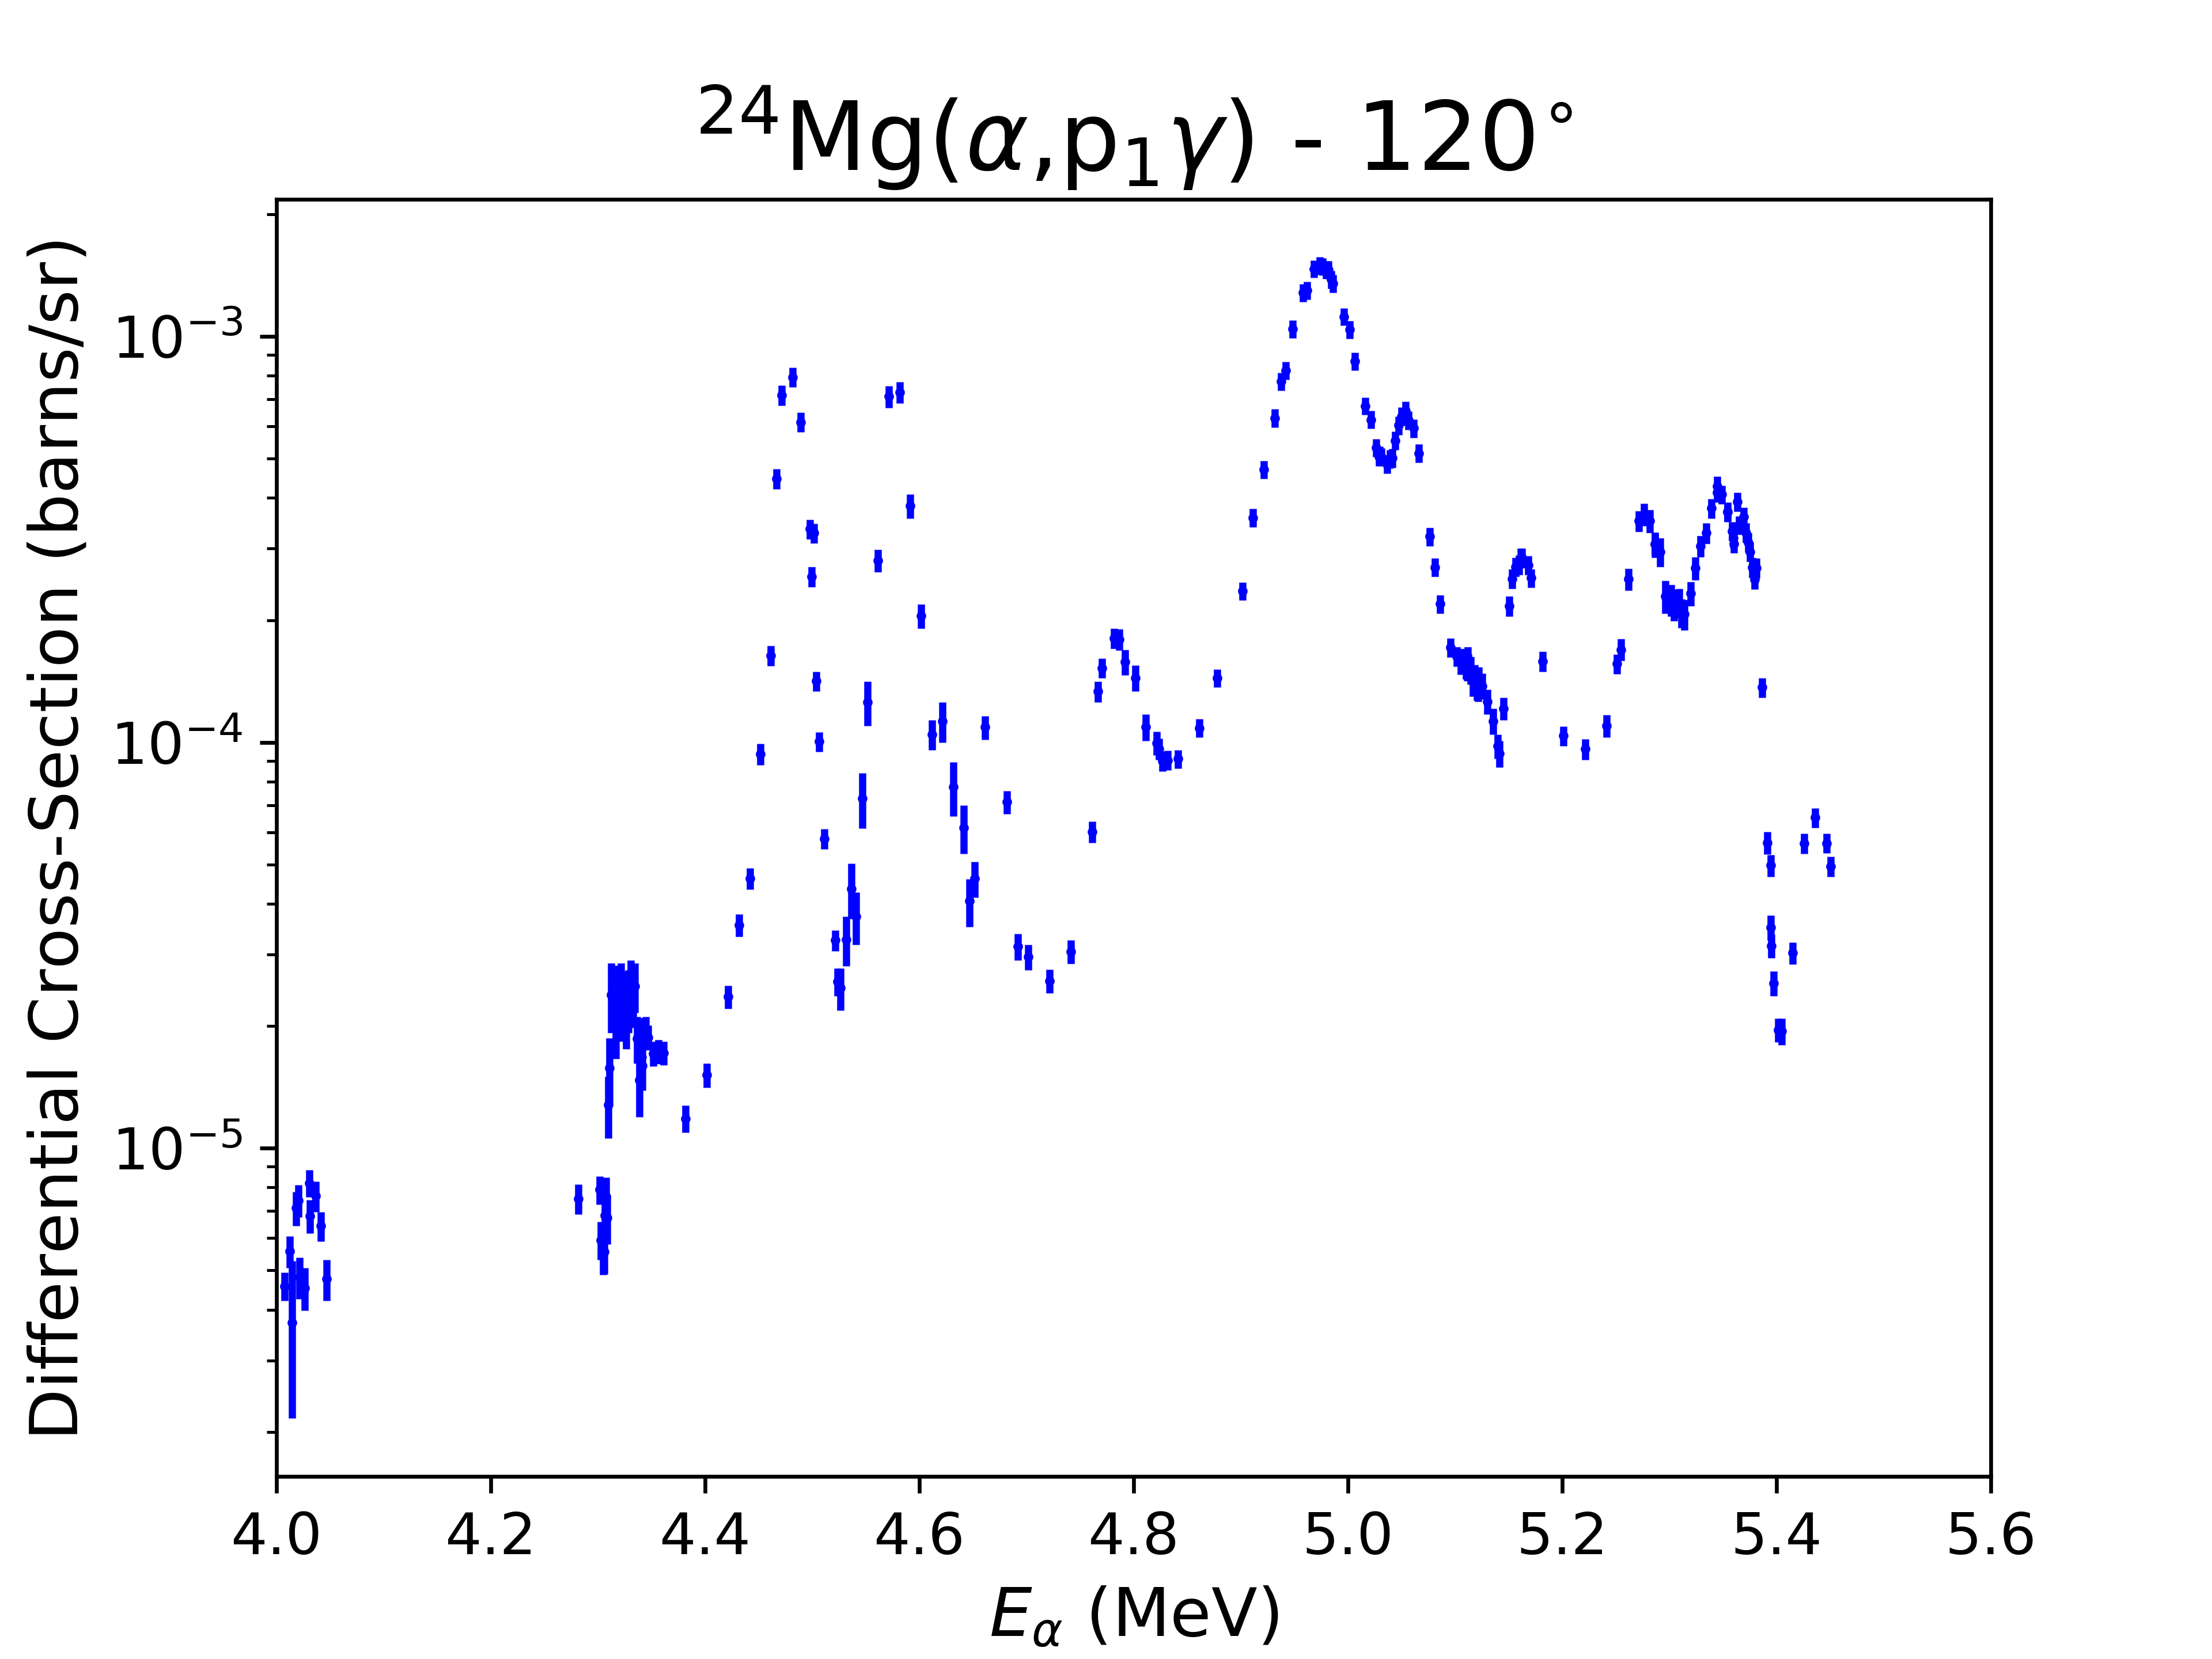 ²⁴Mg(α,p₁γ) - 120°
Differential Cross-Section (barns/sr)
10⁻³
10⁻⁴
10⁻⁵
4.0 4.2 4.4 4.6 4.8 5.0 5.2 5.4 5.6
Eα (MeV)